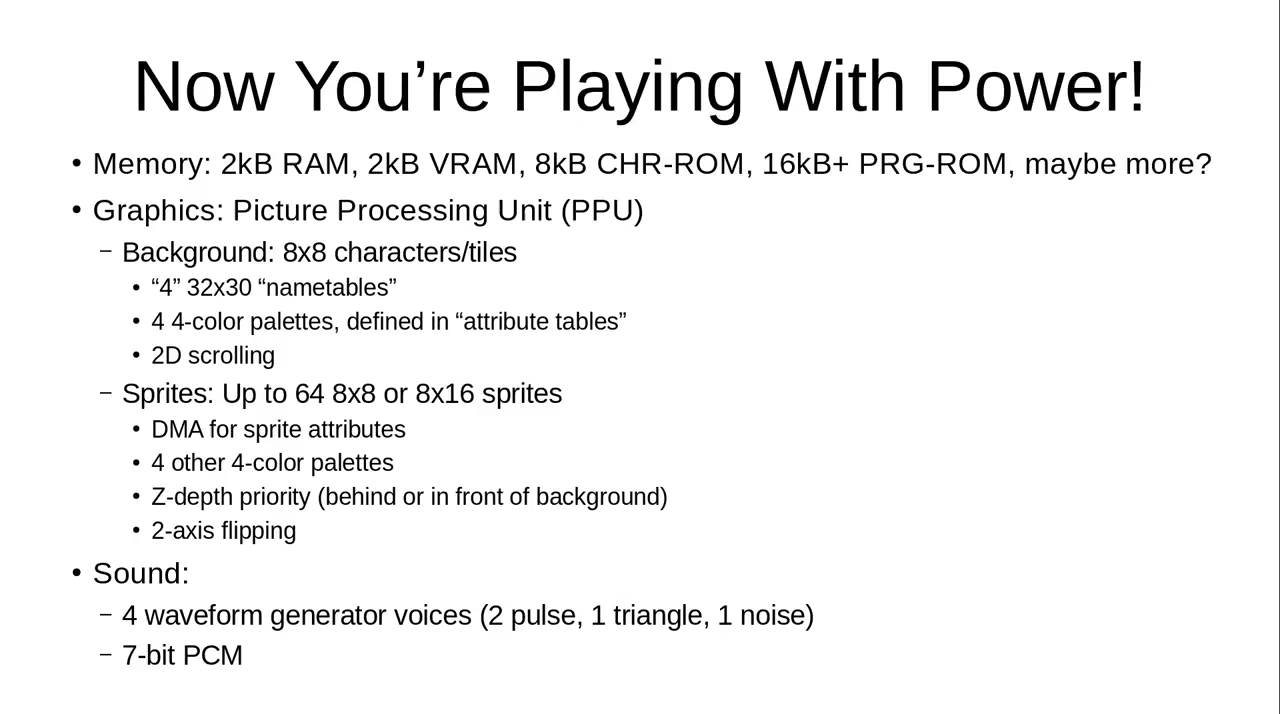 Now You’re Playing With Power!
• Memory: 2kB RAM, 2kB VRAM, 8kB CHR-ROM, 16kB+ PRG-ROM, maybe more?
• Graphics: Picture Processing Unit (PPU)
– Background: 8x8 characters/tiles
• “4” 32x30 “nametables”
• 4 4-color palettes, defined in “attribute tables”
• 2D scrolling
– Sprites: Up to 64 8x8 or 8x16 sprites
• DMA for sprite attributes
• 4 other 4-color palettes
• Z-depth priority (behind or in front of background)
• 2-axis flipping
• Sound:
– 4 waveform generator voices (2 pulse, 1 triangle, 1 noise)
– 7-bit PCM